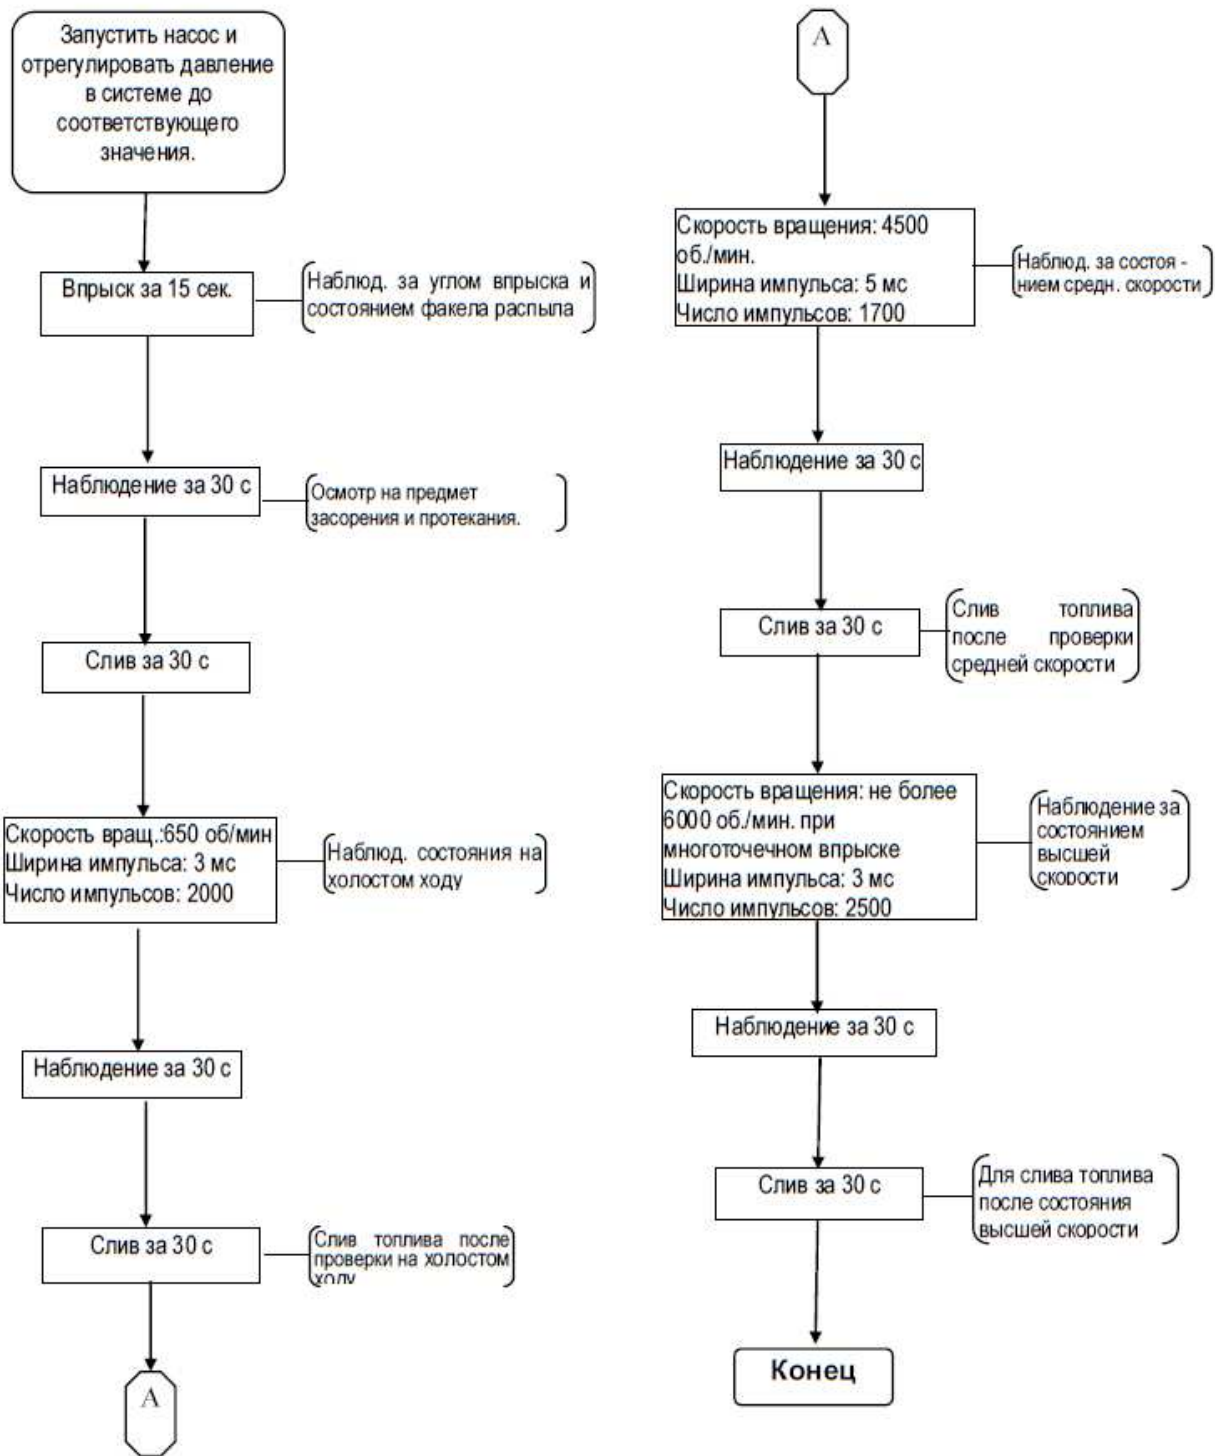 Запустить насос и
отрегулировать давление
в системе до
соответствующего
значения.
Впрыск за 15 сек.
Наблюд. за углом впрыска и
состоянием факела распыла
Наблюдение за 30 с
Осмотр на предмет
засорения и протекания.
Слив за 30 с
Скорость вращ.:650 об/мин
Ширина импульса: 3 мс
Число импульсов: 2000
Наблюд. состояния на
холостом ходу
Наблюдение за 30 с
Слив за 30 с
Слив топлива после
проверки на холостом
ходу
A
A
Скорость вращения: 4500
об./мин.
Ширина импульса: 5 мс
Число импульсов: 1700
Наблюд. за состоя -
нием средн. скорости
Наблюдение за 30 с
Слив за 30 с
Слив топлива
после проверки
средней скорости
Скорость вращения: не более
6000 об./мин. при
многоточечном впрыске
Ширина импульса: 3 мс
Число импульсов: 2500
Наблюдение за
состоянием
высшей
скорости
Наблюдение за 30 с
Слив за 30 с
Для слива топлива
после состояния
высшей скорости
Конец